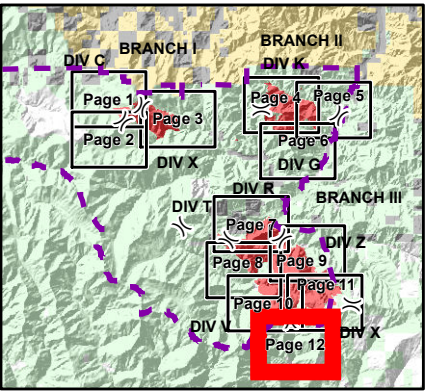 BRANCH I
BRANCH II
DIV C
DIV K
Page 1
Page 4
Page 5
Page 3
Page 2
Page 6
DIV X
DIV G
DIV R
DIV T
BRANCH III
Page 7
DIV Z
Page 8
Page 9
Page 11
Page 10
DIV V
DIV X
Page 12